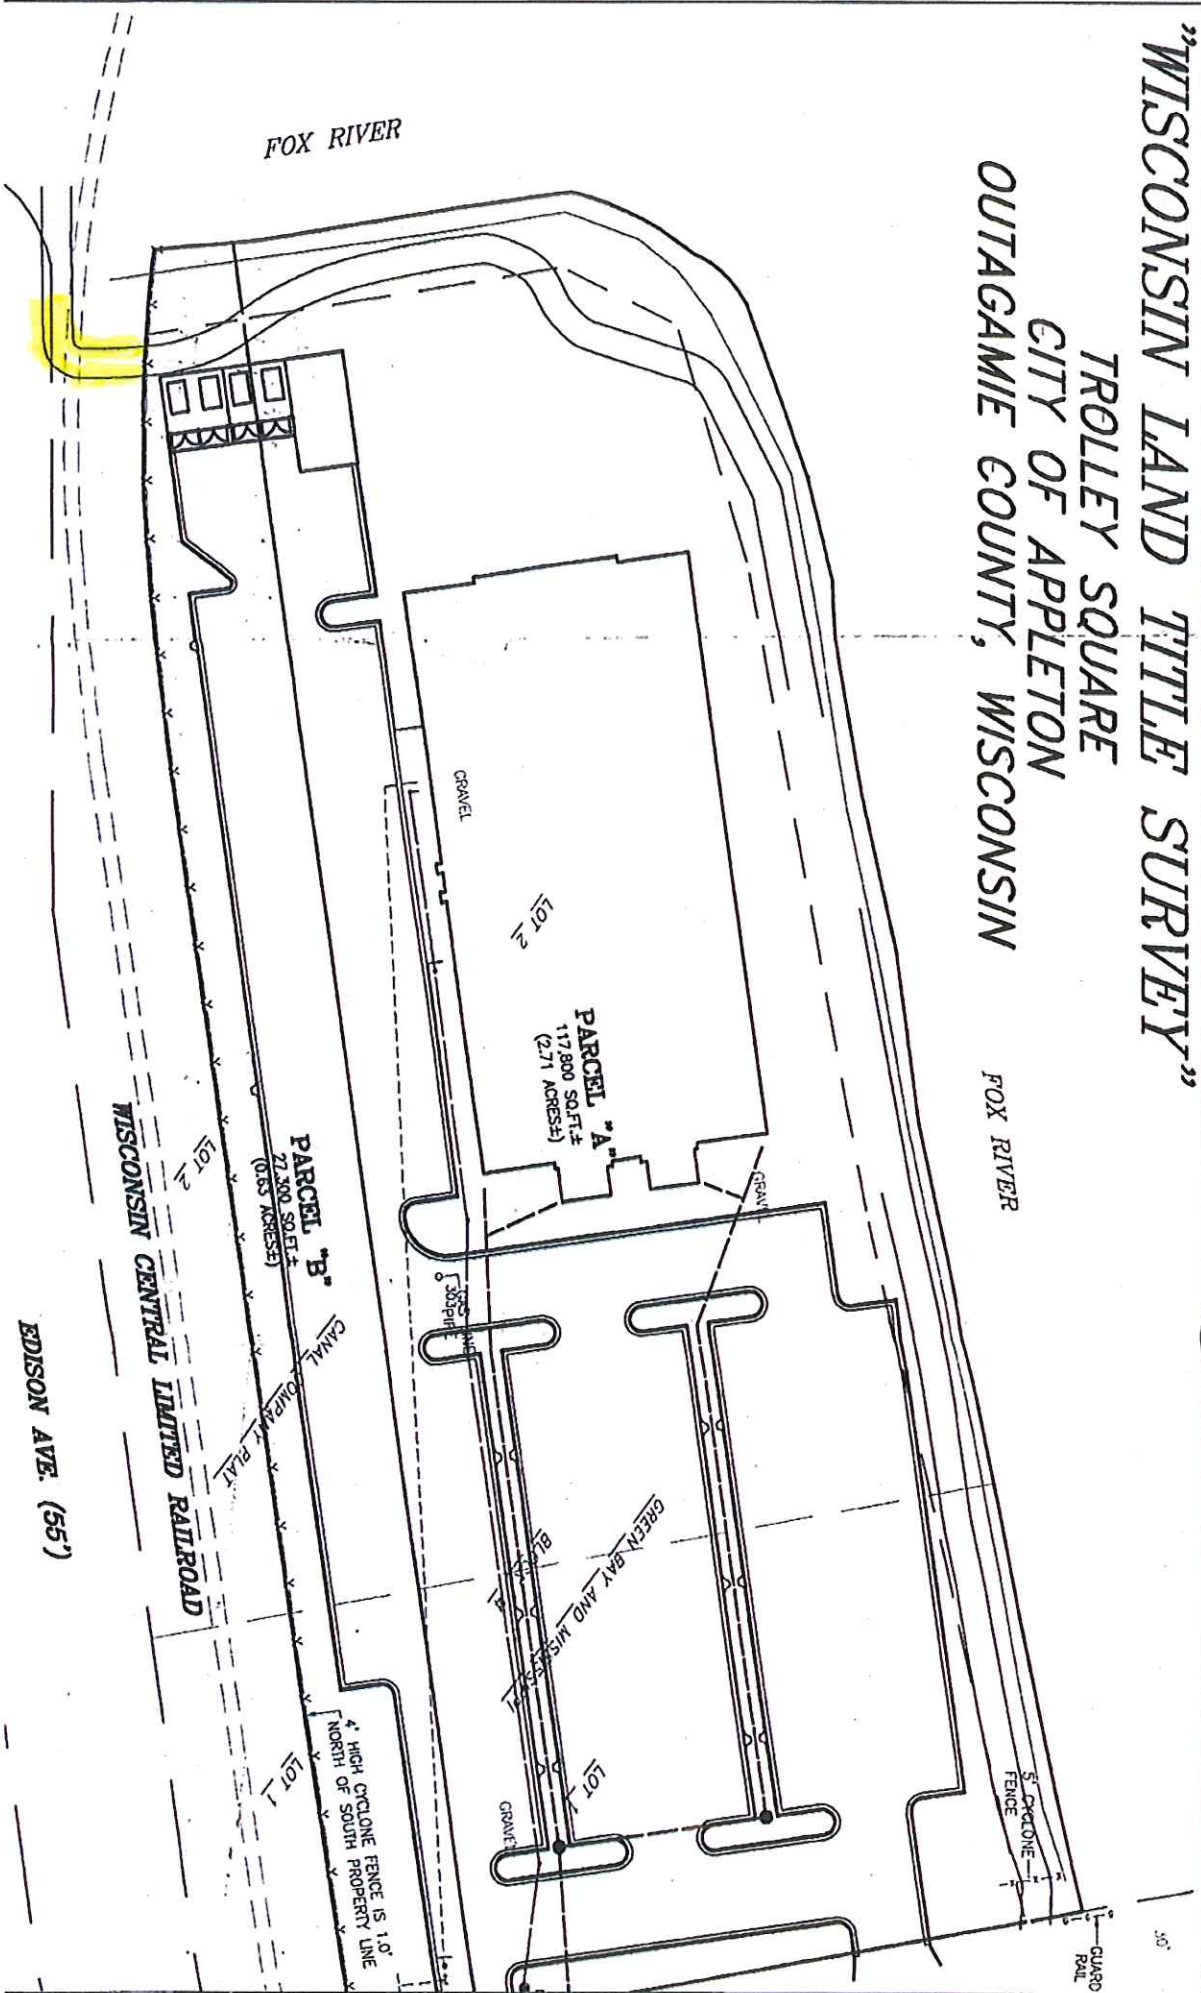 "WISCONSIN LAND TITLE SURVEY"
TROLLEY SQUARE
CITY OF APPLETON
OUTAGAMIE COUNTY, WISCONSIN
FOX RIVER
FOX RIVER
5' CYCLONE
FENCE
GUARD
RAIL
GRAVEL
GRAVEL
LOT 2
PARCEL "A"
117,800 SQ.FT.±
(2.71 ACRES±)
GREEN BAY AND MISSISSIPPI
LOT 1
BLOCK 4
GRAVEL
CANAL COMPANY PLAT
PARCEL "B"
27,300 SQ.FT.±
(0.63 ACRES±)
LOT 2
LOT 1
4' HIGH CYCLONE FENCE IS 1.0'
NORTH OF SOUTH PROPERTY LINE
WISCONSIN CENTRAL LIMITED RAILROAD
EDISON AVE. (55')